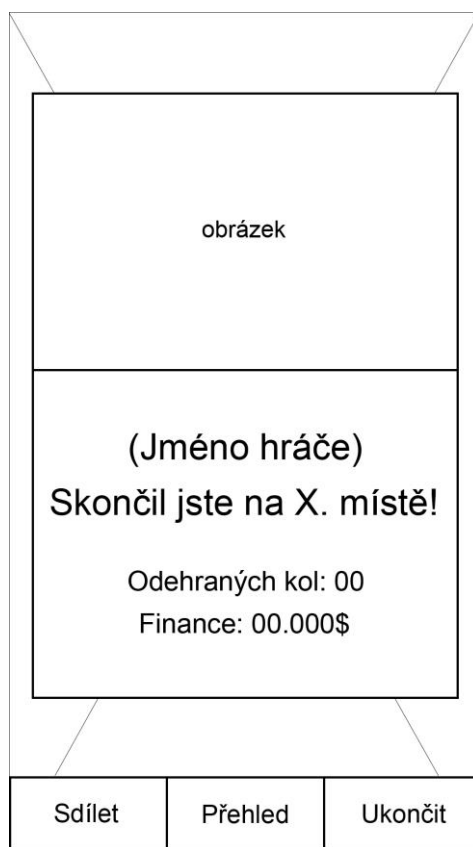 obrázek
(Jméno hráče)
Skončil jste na X. místě!
Odehraných kol: 00
Finance: 00.000$
Sdílet
Přehled
Ukončit